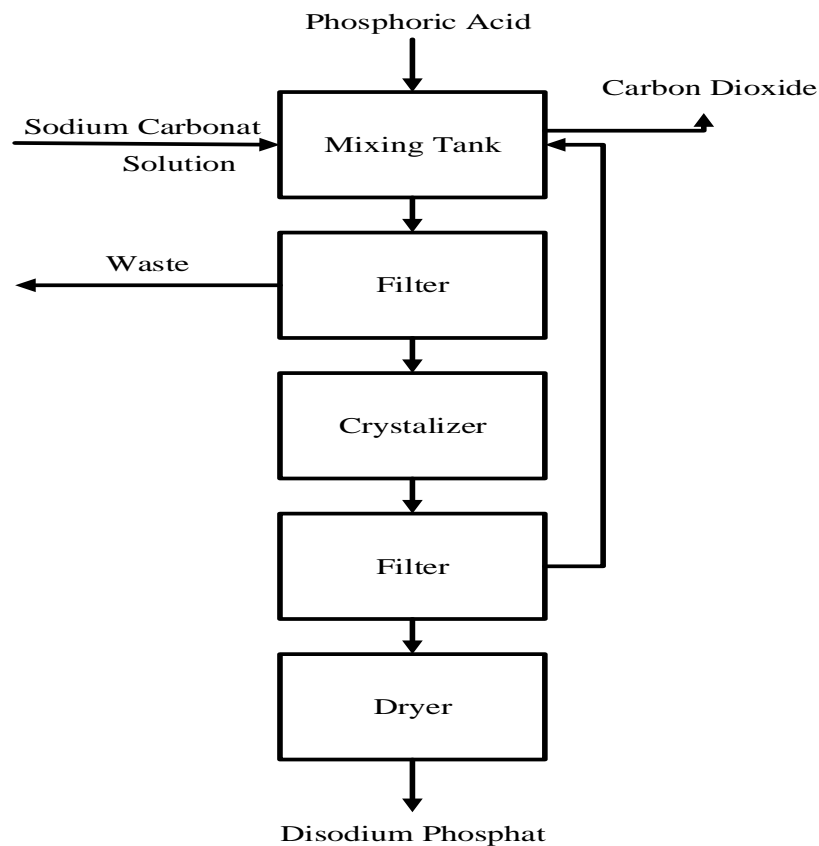 Phosphoric Acid
Carbon Dioxide
Sodium Carbonat
Solution
Mixing Tank
Waste
Filter
Crystalizer
Filter
Dryer
Disodium Phosphat